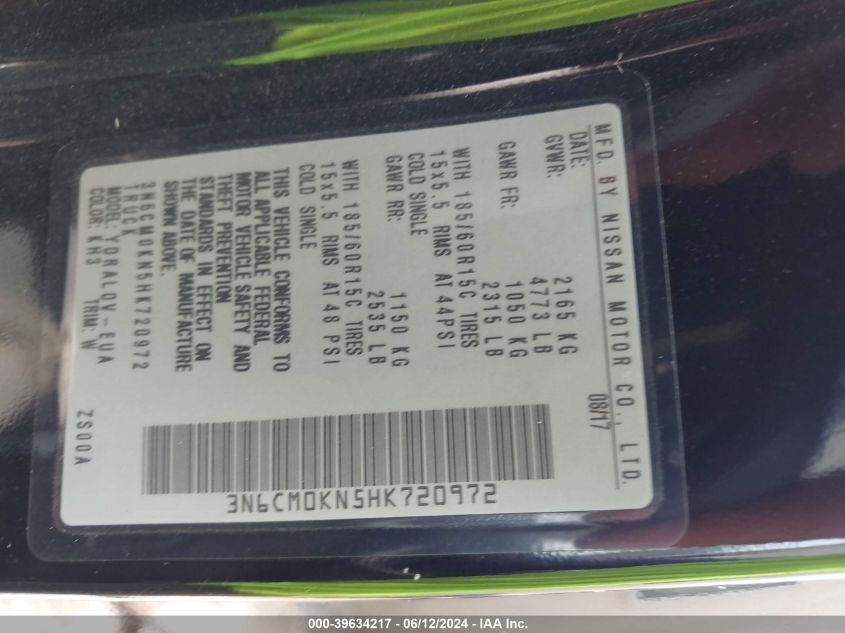 MFD. BY NISSAN MOTOR CO., LTD.
DATE: 08/17
GVWR: 2165 KG
4773 LB
GAWR FR: 1050 KG
2315 LB
WITH 185/60R15C TIRES
15x5.5 RIMS AT 44PSI
COLD SINGLE
GAWR RR: 1150 KG
2535 LB
WITH 185/60R15C TIRES
15x5.5 RIMS AT 48 PSI
COLD SINGLE
THIS VEHICLE CONFORMS TO
ALL APPLICABLE FEDERAL
MOTOR VEHICLE SAFETY AND
THEFT PREVENTION
STANDARDS IN EFFECT ON
THE DATE OF MANUFACTURE
SHOWN ABOVE.
3N6CM0KN5HK720972
TRUCK
MODEL: YDRALDV-EUA
COLOR: KH3 TRIM: W ZS00A
3N6CM0KN5HK720972
000-39634217 - 06/12/2024 - IAA Inc.